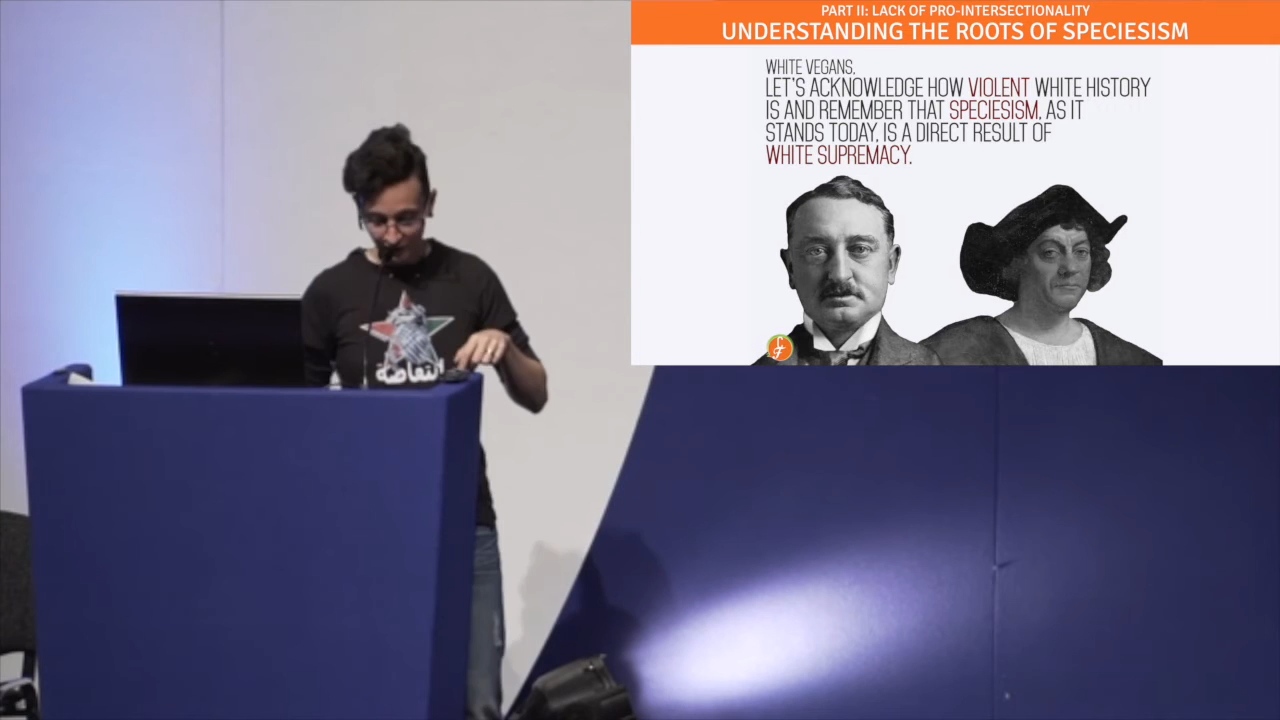 PART II: LACK OF PRO-INTERSECTIONALITY
UNDERSTANDING THE ROOTS OF SPECIESISM
WHITE VEGANS,
LET'S ACKNOWLEDGE HOW VIOLENT WHITE HISTORY
IS AND REMEMBER THAT SPECIESISM, AS IT
STANDS TODAY, IS A DIRECT RESULT OF
WHITE SUPREMACY.